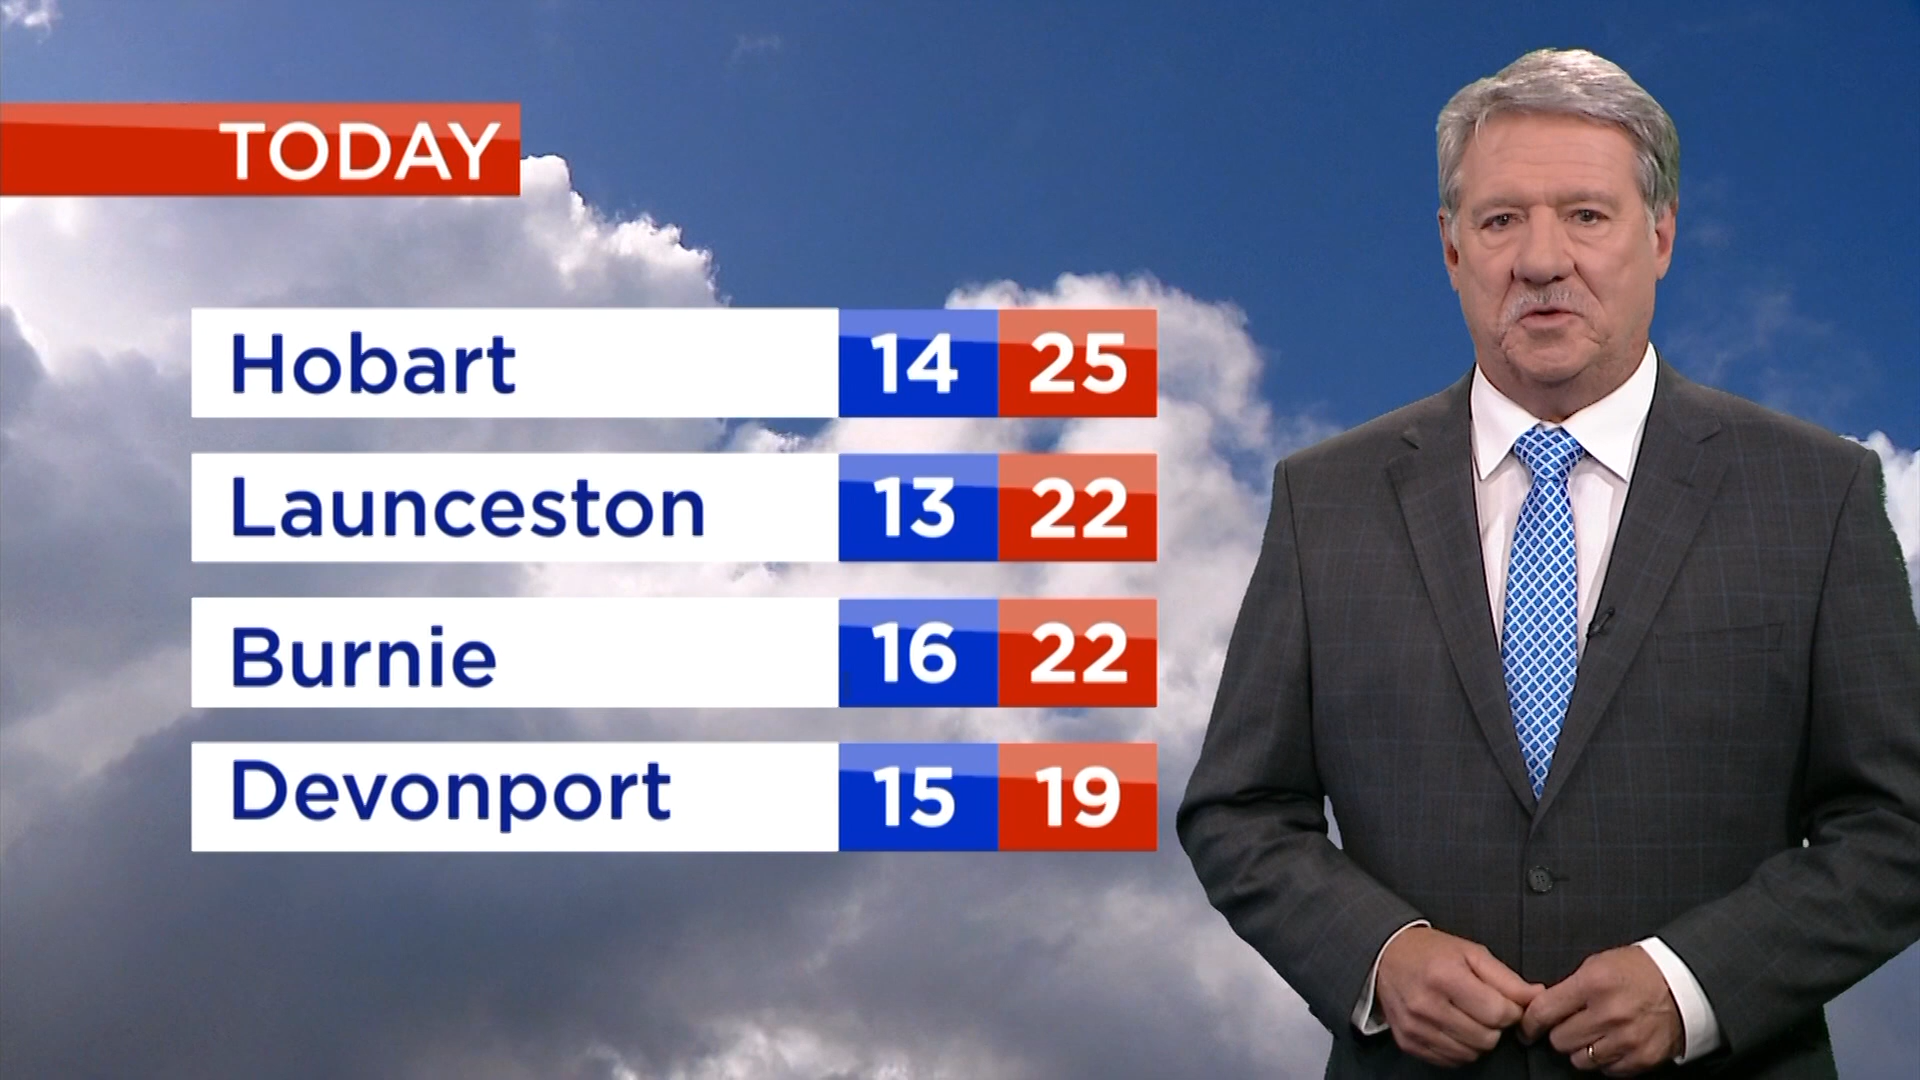 TODAY
Hobart 14 25
Launceston 13 22
Burnie 16 22
Devonport 15 19